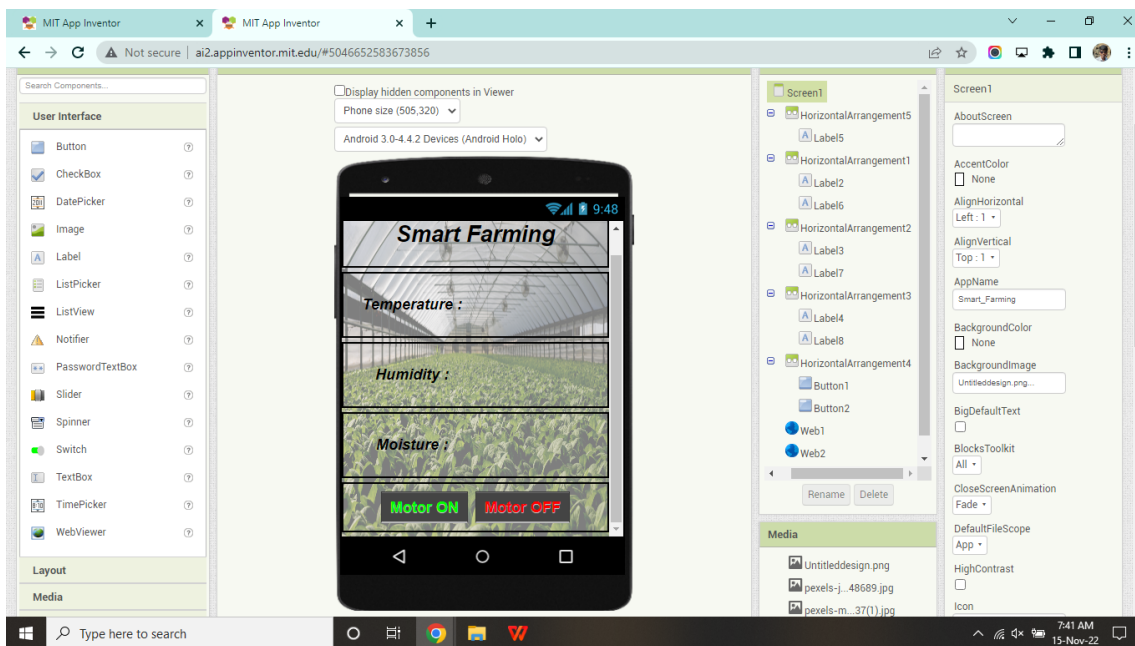 MIT App Inventor
MIT App Inventor
Not secure | ai2.appinventor.mit.edu/#5046652583673856
Search Components...
User Interface
Button
CheckBox
DatePicker
Image
Label
ListPicker
ListView
Notifier
PasswordTextBox
Slider
Spinner
Switch
TextBox
TimePicker
WebViewer
Layout
Media
Display hidden components in Viewer
Phone size (505,320)
Android 3.0-4.4.2 Devices (Android Holo)
9:48
Smart Farming
Temperature :
Humidity :
Moisture :
Motor ON Motor OFF
Screen1
HorizontalArrangement5
Label5
HorizontalArrangement1
Label2
Label6
HorizontalArrangement2
Label3
Label7
HorizontalArrangement3
Label4
Label8
HorizontalArrangement4
Button1
Button2
Web1
Web2
Rename Delete
Media
Untitleddesign.png
pexels-j...48689.jpg
pexels-m...37(1).jpg
Screen1
AboutScreen
AccentColor
None
AlignHorizontal
Left : 1
AlignVertical
Top : 1
AppName
Smart_Farming
BackgroundColor
None
BackgroundImage
Untitleddesign.png...
BigDefaultText
BlocksToolkit
All
CloseScreenAnimation
Fade
DefaultFileScope
App
HighContrast
Icon
Type here to search
7:41 AM
15-Nov-22